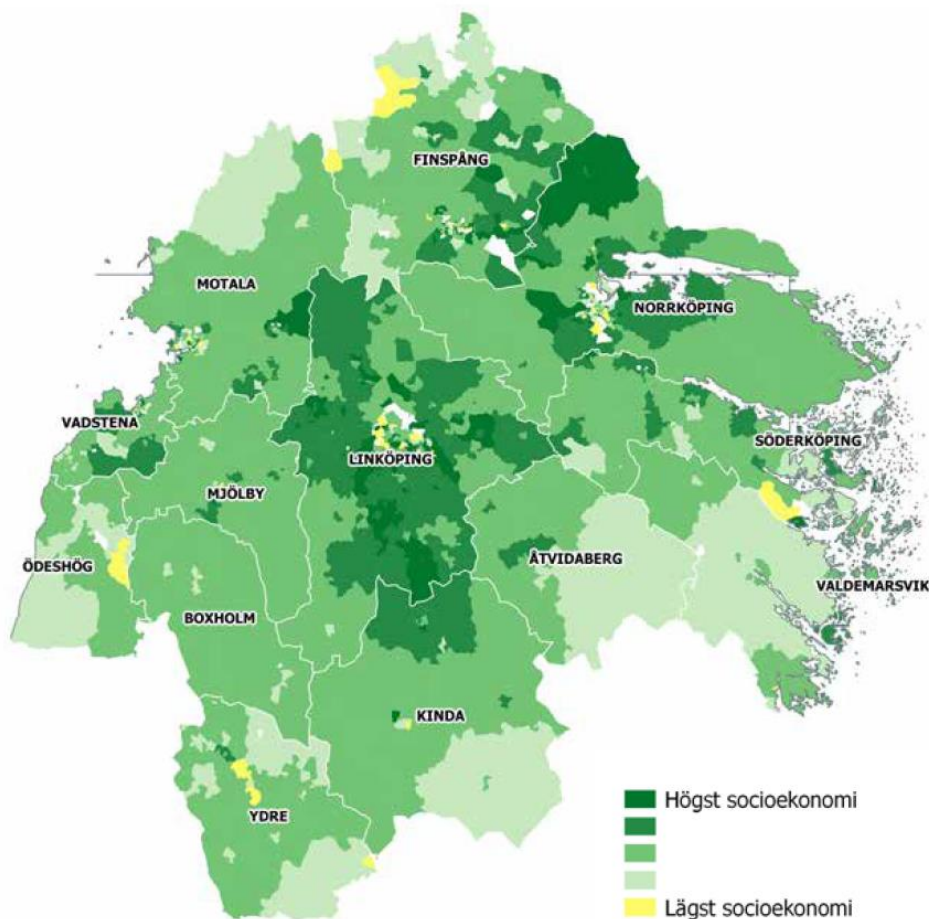 FINSPÅNG
MOTALA
NORRKÖPING
VADSTENA
SÖDERKÖPING
LINKÖPING
MJÖLBY
ÅTVIDABERG
ÖDESHÖG
VALDEMARSVIK
BOXHOLM
KINDA
YDRE
Högst socioekonomi
Lägst socioekonomi